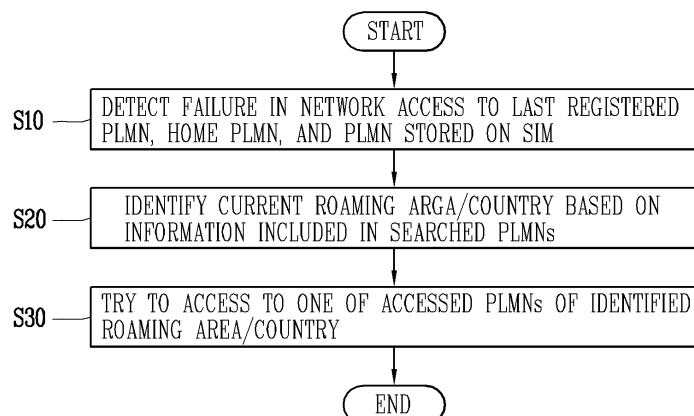 START
S10
DETECT FAILURE IN NETWORK ACCESS TO LAST REGISTERED
PLMN, HOME PLMN, AND PLMN STORED ON SIM
S20
IDENTIFY CURRENT ROAMING ARGA/COUNTRY BASED ON
INFORMATION INCLUDED IN SEARCHED PLMNs
S30
TRY TO ACCESS TO ONE OF ACCESSED PLMNs OF IDENTIFIED
ROAMING AREA/COUNTRY
END